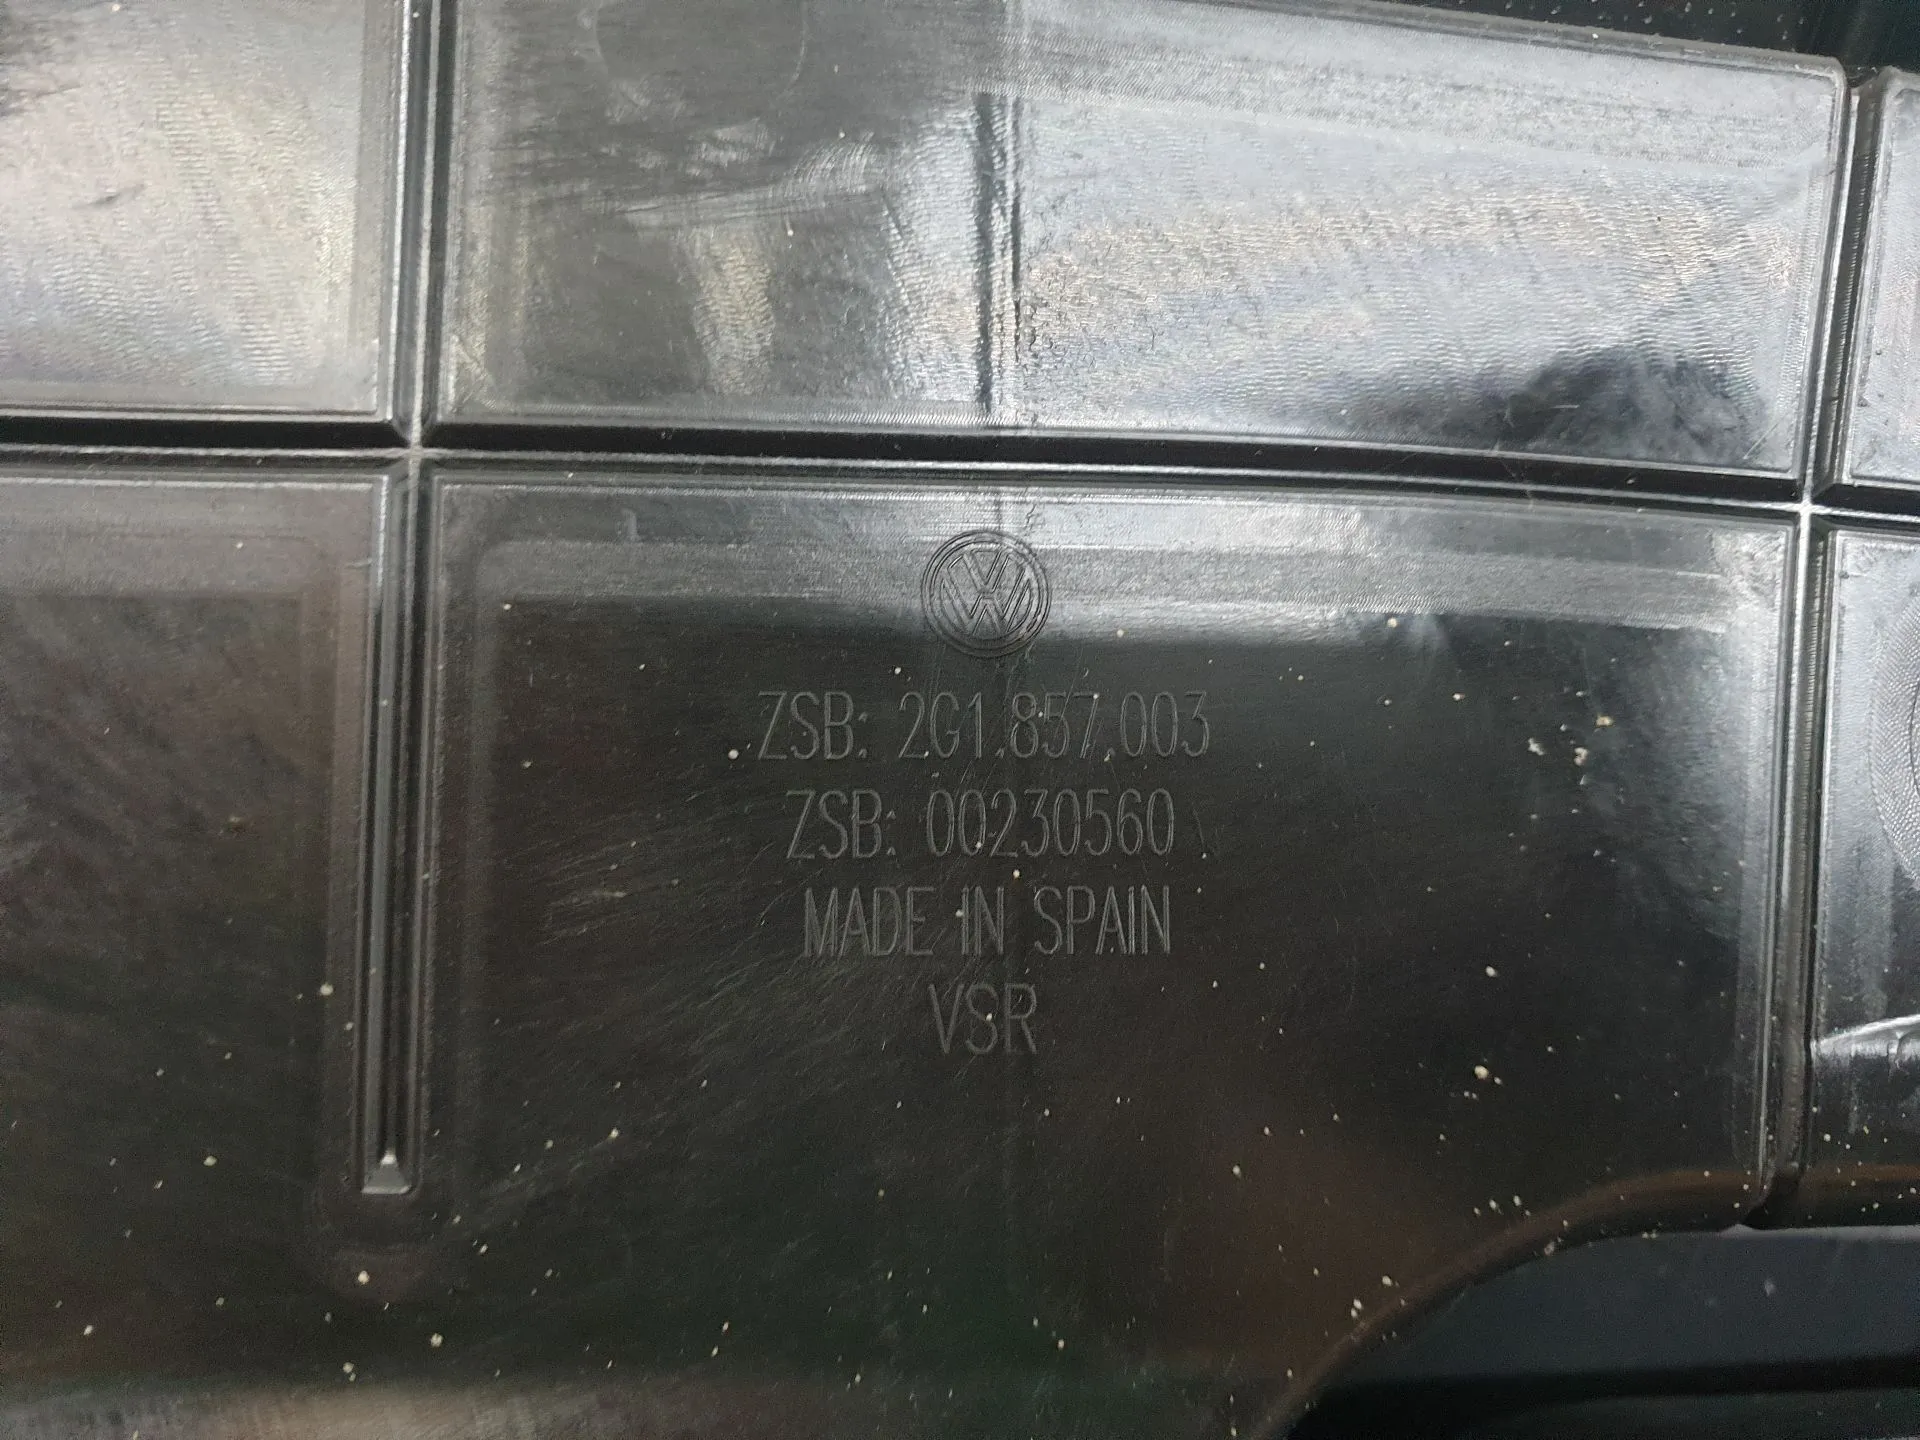 ZSB: 2G1.857.003
ZSB: 00230560
MADE IN SPAIN
VSR